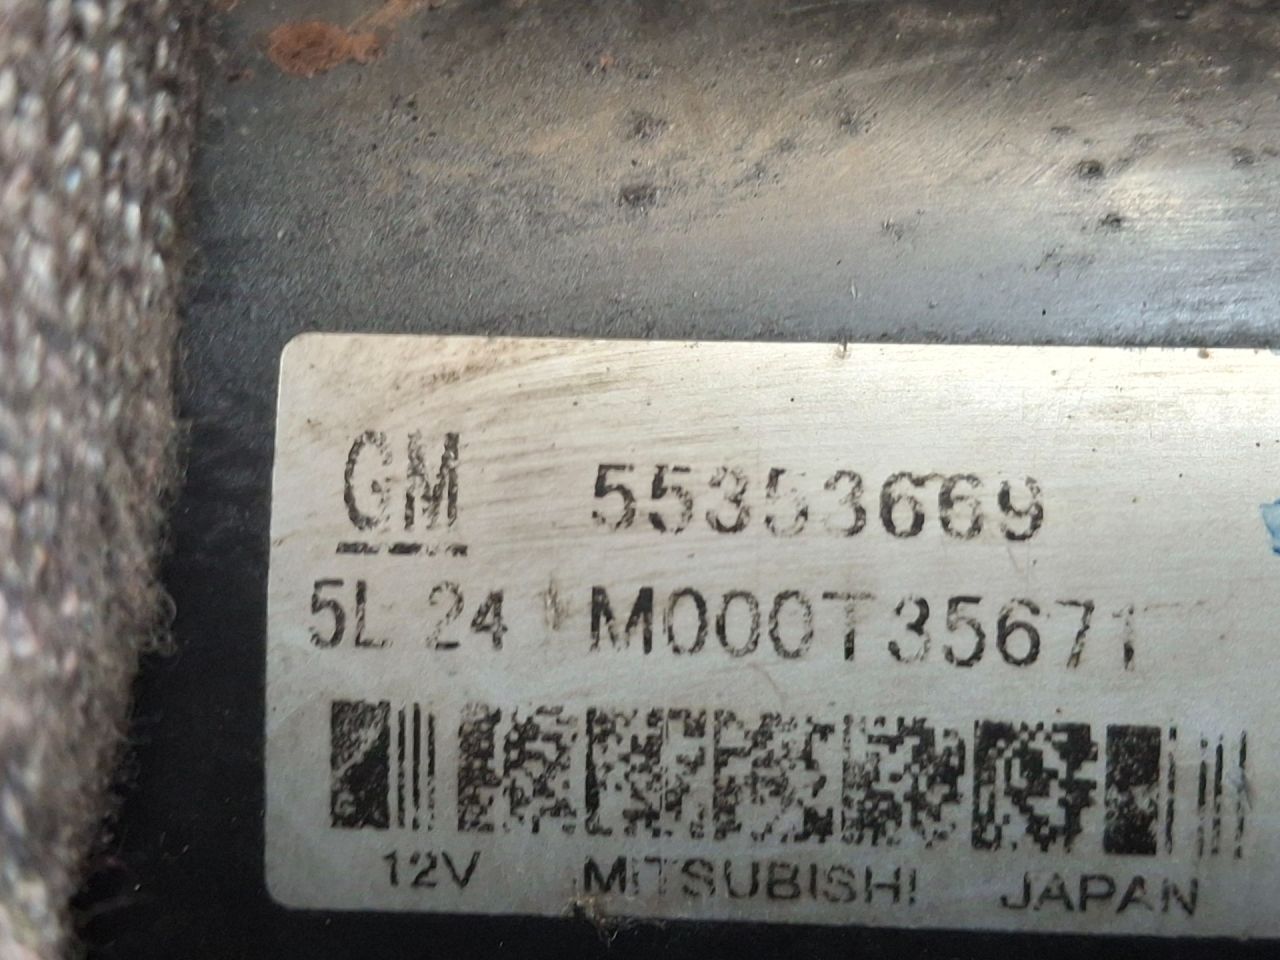 GM 55353669
5L 24 M000T35671
12V MITSUBISHI JAPAN